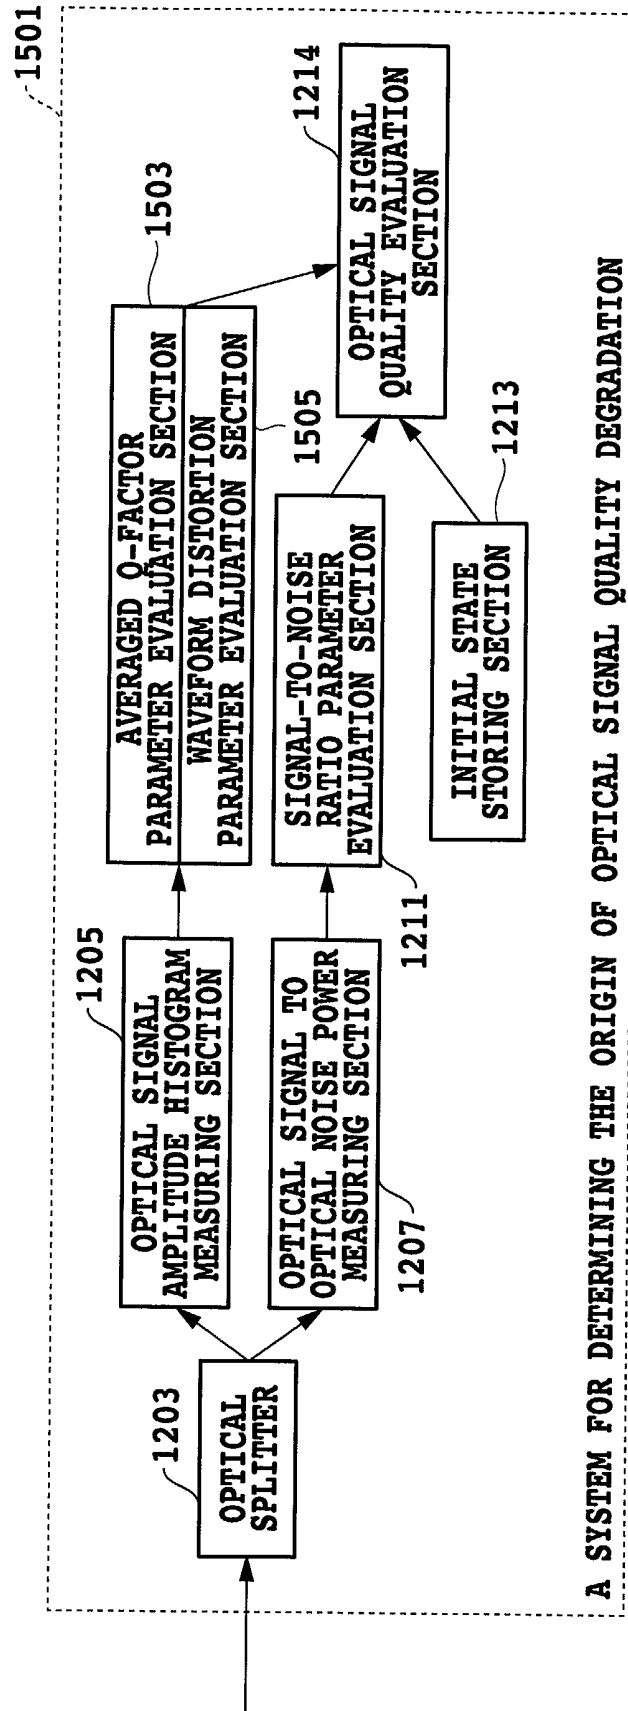 1501
1203
OPTICAL
SPLITTER
1205
OPTICAL SIGNAL
AMPLITUDE HISTOGRAM
MEASURING SECTION
OPTICAL SIGNAL TO
OPTICAL NOISE POWER
MEASURING SECTION
1207
1503
AVERAGED Q-FACTOR
PARAMETER EVALUATION SECTION
WAVEFORM DISTORTION
PARAMETER EVALUATION SECTION
1505
SIGNAL-TO-NOISE
RATIO PARAMETER
EVALUATION SECTION
1211
INITIAL STATE
STORING SECTION
1213
1214
OPTICAL SIGNAL
QUALITY EVALUATION
SECTION
A SYSTEM FOR DETERMINING THE ORIGIN OF OPTICAL SIGNAL QUALITY DEGRADATION